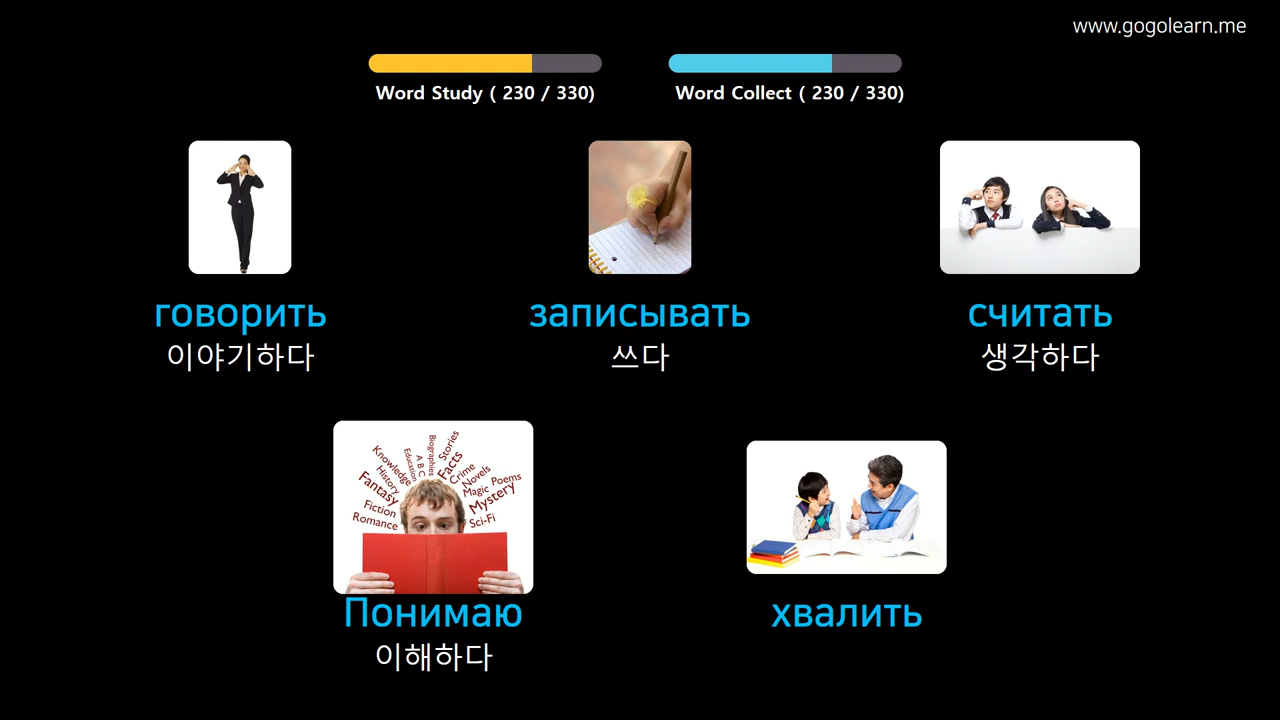 www.gogolearn.me
Word Study ( 230 / 330)
Word Collect ( 230 / 330)
говорить
이야기하다
записывать
쓰다
считать
생각하다
Stories
Biographies
A B C
Education
Facts
Knowledge
Crime
History
Novels
Fantasy
Magic
Poems
Mystery
Fiction
Romance
Sci-Fi
Понимаю
이해하다
хвалить